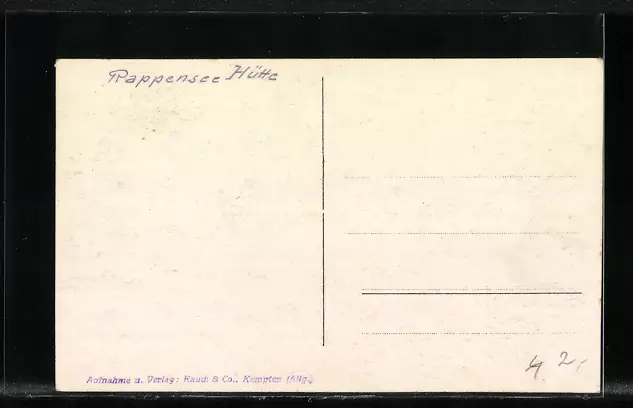 Rappensee Hütte
Aufnahme u. Verlag: Rauch & Co., Kempten (Allg.)
4 2,-